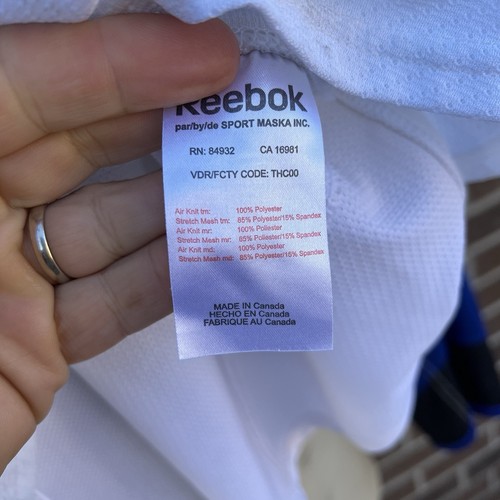 Reebok
par/by/de SPORT MASKA INC.
RN: 84932 CA 16981
VDR/FCTY CODE: THC00
Air Knit tm: 100% Polyester
Stretch Mesh tm: 85% Polyester/15% Spandex
Air Knit mr: 100% Poliester
Stretch Mesh mr: 85% Poliester/15% Spandex
Air Knit md: 100% Polyester
Stretch Mesh md: 85% Polyester/15% Spandex
MADE IN Canada
HECHO EN Canada
FABRIQUE AU Canada